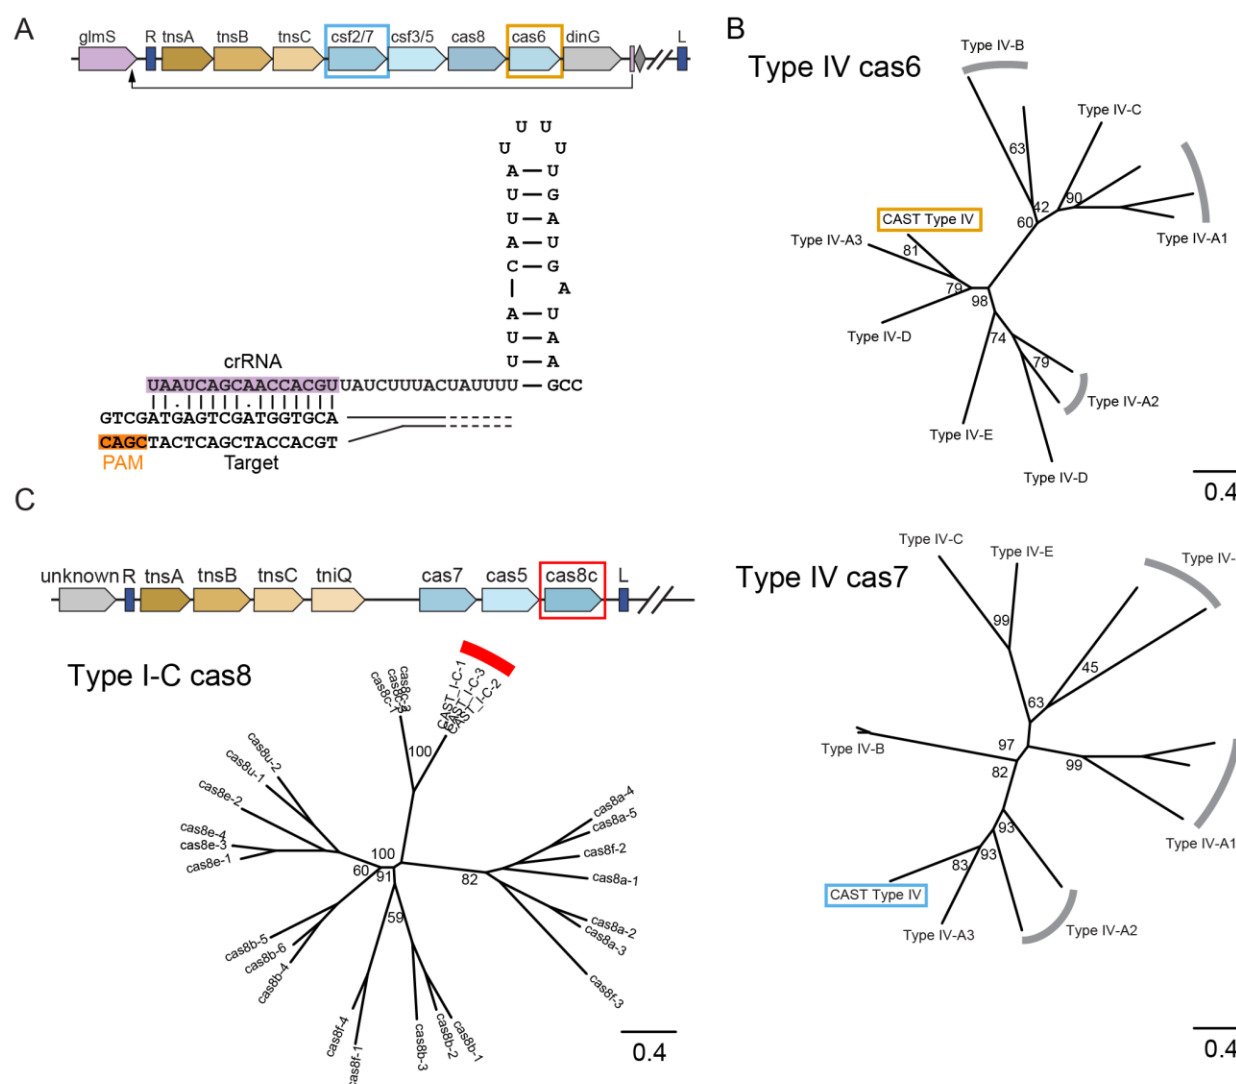 A
glmS R tnsA tnsB tnsC csf2/7 csf3/5 cas8 cas6 dinG L
U U
U U
A U
U G
U A
A U
C G
A
A U
U A
U A
crRNA
UAAUCAGCAACCACGUUAUCUUUACUAUUUU GCC
GTCGATGAGTCGATGGTGCA
CAGCTACTCAGCTACCACGT
PAM Target
B
Type IV cas6
Type IV-B
Type IV-C
63
90
42
60
Type IV-A1
CAST Type IV
Type IV-A3
81
79
98
Type IV-D
74
79
Type IV-A2
Type IV-E
Type IV-D
0.4
C
unknown R tnsA tnsB tnsC tniQ cas7 cas5 cas8c L
Type I-C cas8
cas8c-1
CAST_I-C-1
CAST_I-C-3
CAST_I-C-2
100
cas8u-2
cas8u-1
cas8e-2
cas8e-4
cas8e-3
cas8e-1
cas8a-4
cas8a-5
cas8f-2
cas8a-1
100
60
91
82
59
cas8a-2
cas8a-3
cas8f-3
cas8b-5
cas8b-6
cas8b-4
cas8f-4
cas8f-1
cas8b-3
cas8b-2
cas8b-1
0.4
Type IV cas7
Type IV-C
Type IV-E
Type IV-
99
45
63
Type IV-B
97
82
99
Type IV-A1
93
93
83
CAST Type IV
Type IV-A3
Type IV-A2
0.4